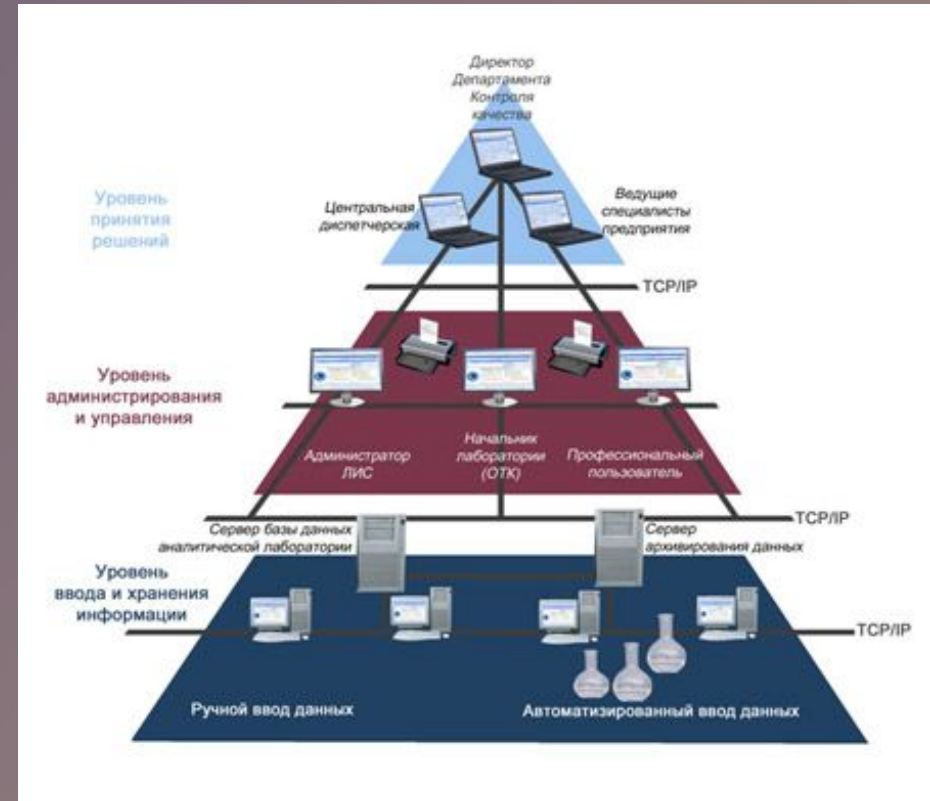 Директор
Департамента
Контроля
качества
Уровень
принятия
решений
Центральная
диспетчерская
Ведущие
специалисты
предприятия
TCP/IP
Уровень
администрирования
и управления
Администратор
ЛИС
Начальник
лаборатории
(ОТК)
Профессиональный
пользователь
TCP/IP
Сервер базы данных
аналитической лаборатории
Сервер
архивирования данных
Уровень
ввода и хранения
информации
TCP/IP
Ручной ввод данных
Автоматизированный ввод данных